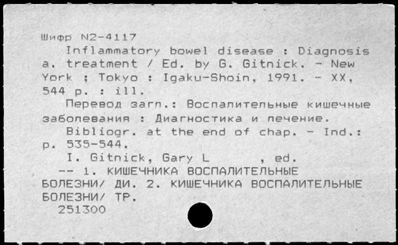 Шифр N2-4117
Inflammatory bowel disease : Diagnosis
a. treatment / Ed. by G. Gitnick. - New
York ; Tokyo : Igaku-Shoin, 1991. - XX,
544 p. : ill.
Перевод загл.: Воспалительные кишечные
заболевания : Диагностика и лечение.
Bibliogr. at the end of chap. - Ind.:
p. 535-544.
I. Gitnick, Gary L , ed.
-- 1. КИШЕЧНИКА ВОСПАЛИТЕЛЬНЫЕ
БОЛЕЗНИ/ ДИ. 2. КИШЕЧНИКА ВОСПАЛИТЕЛЬНЫЕ
БОЛЕЗНИ/ ТР.
251300